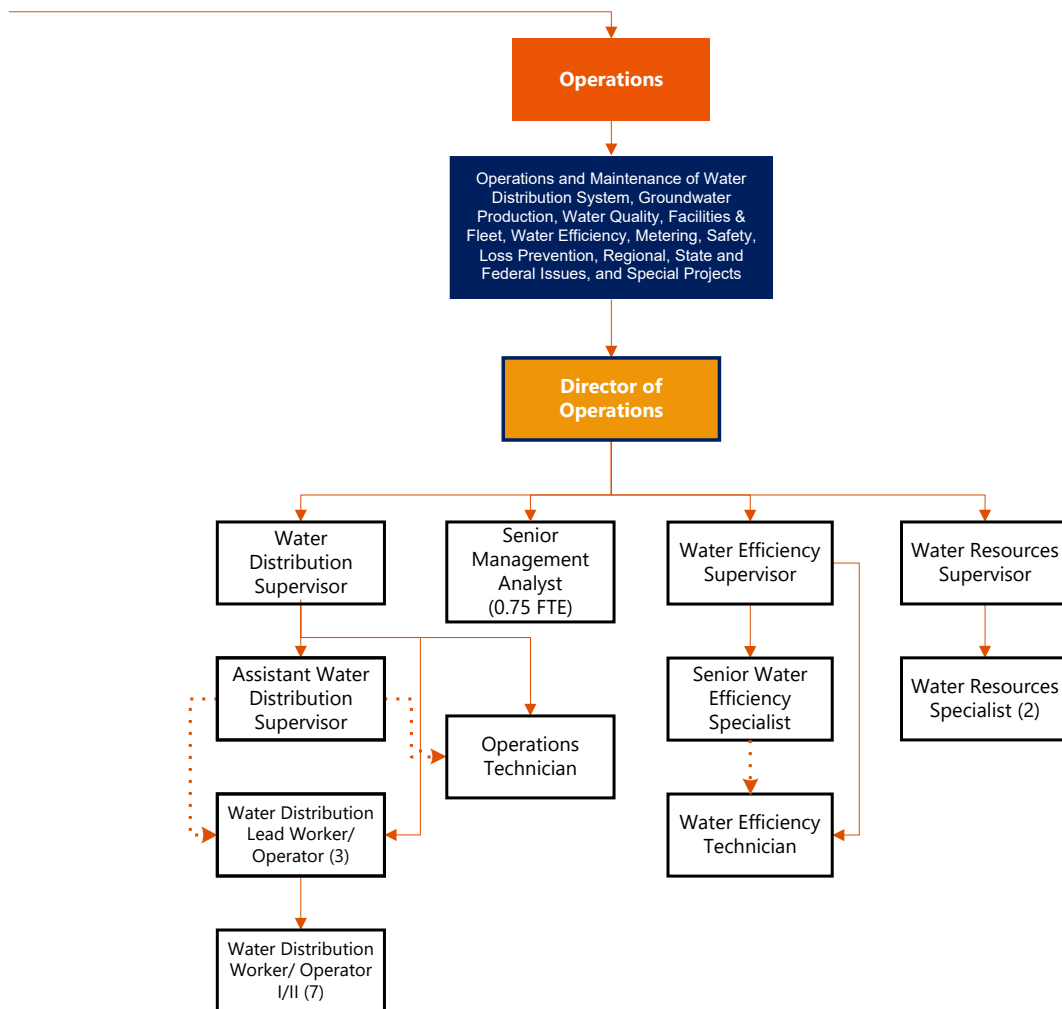 Operations
Operations and Maintenance of Water
Distribution System, Groundwater
Production, Water Quality, Facilities &
Fleet, Water Efficiency, Metering, Safety,
Loss Prevention, Regional, State and
Federal Issues, and Special Projects
Director of
Operations
Water
Distribution
Supervisor
Senior
Management
Analyst
(0.75 FTE)
Water Efficiency
Supervisor
Water Resources
Supervisor
Assistant Water
Distribution
Supervisor
Operations
Technician
Senior Water
Efficiency
Specialist
Water Resources
Specialist (2)
Water Distribution
Lead Worker/
Operator (3)
Water Efficiency
Technician
Water Distribution
Worker/ Operator
I/II (7)